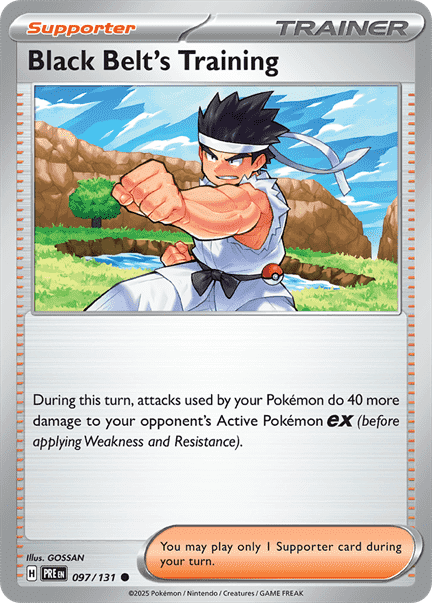 Supporter
TRAINER
Black Belt's Training
During this turn, attacks used by your Pokémon do 40 more
damage to your opponent's Active Pokémon ex (before
applying Weakness and Resistance).
Illus. GOSSAN
H PRE EN 097/131
You may play only 1 Supporter card during
your turn.
©2025 Pokémon / Nintendo / Creatures / GAME FREAK